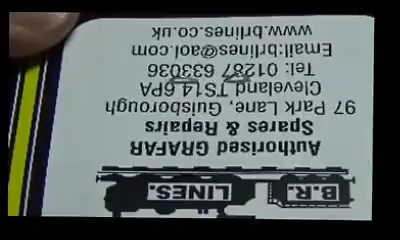 B.R. LINES.
Authorised GRAFAR
Spares & Repairs
97 Park Lane, Guisborough
Cleveland TS14 6PA
Tel: 01287 633036
Email:brlines@aol.com
www.brlines.co.uk